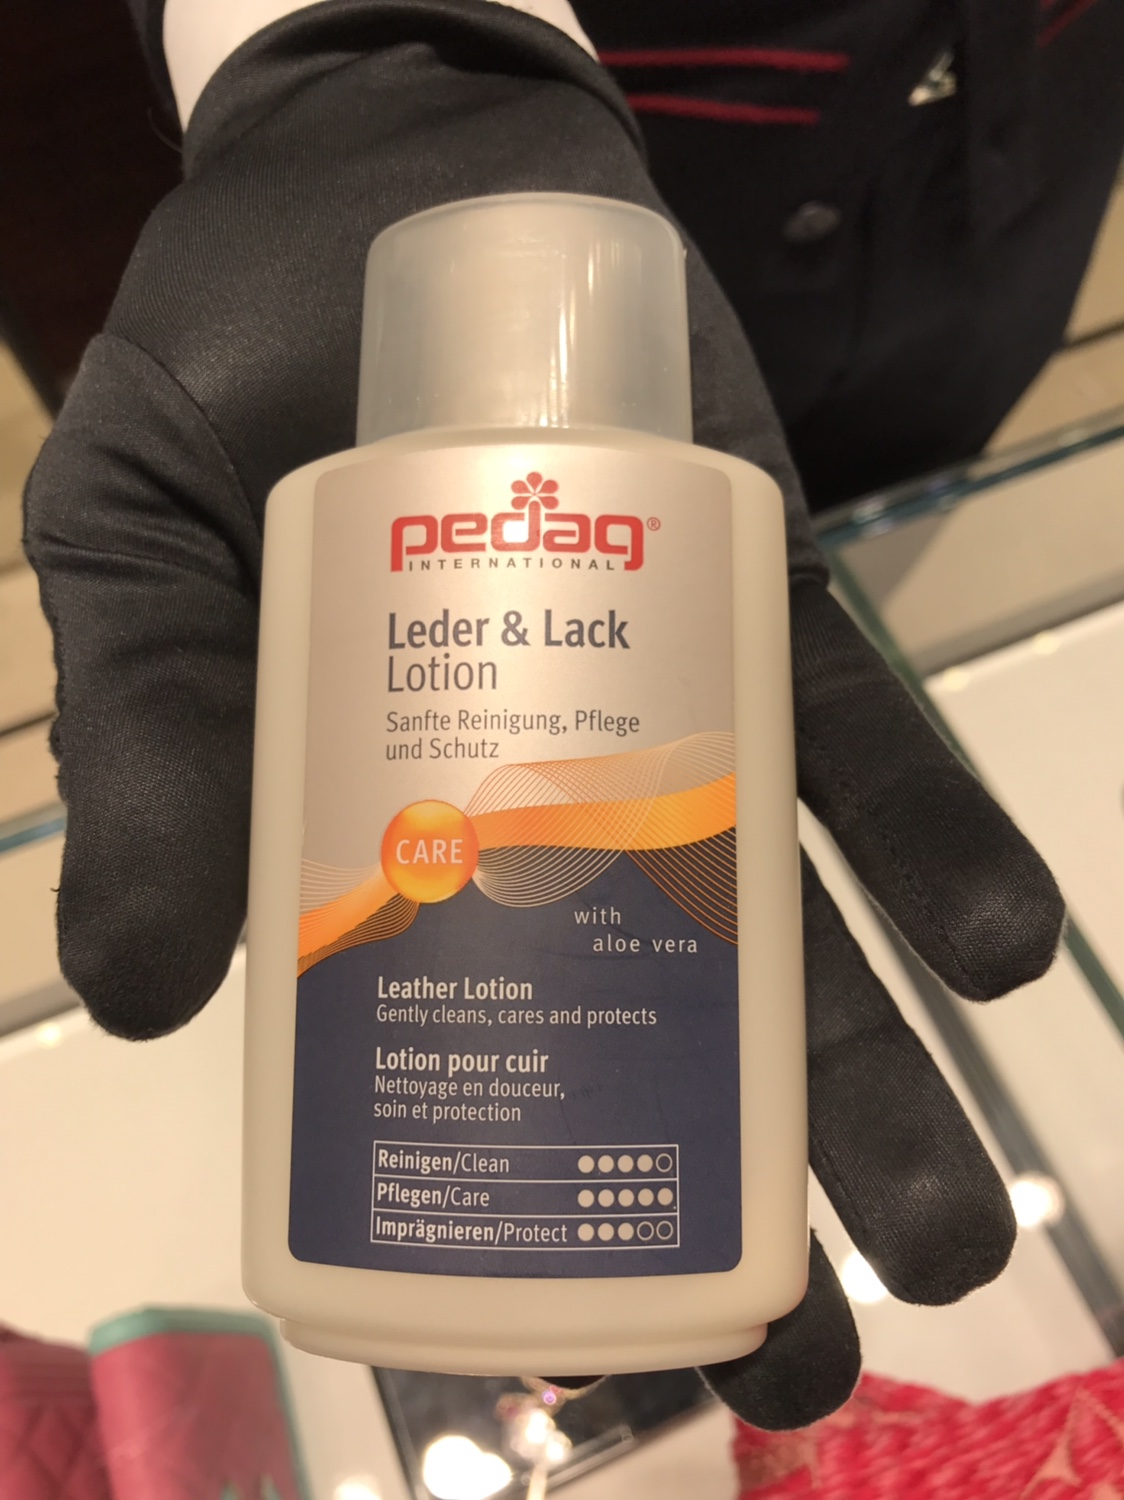 pedag®
INTERNATIONAL
Leder & Lack
Lotion
Sanfte Reinigung, Pflege
und Schutz
CARE
with
aloe vera
Leather Lotion
Gently cleans, cares and protects
Lotion pour cuir
Nettoyage en douceur,
soin et protection
Reinigen/Clean
Pflegen/Care
Imprägnieren/Protect